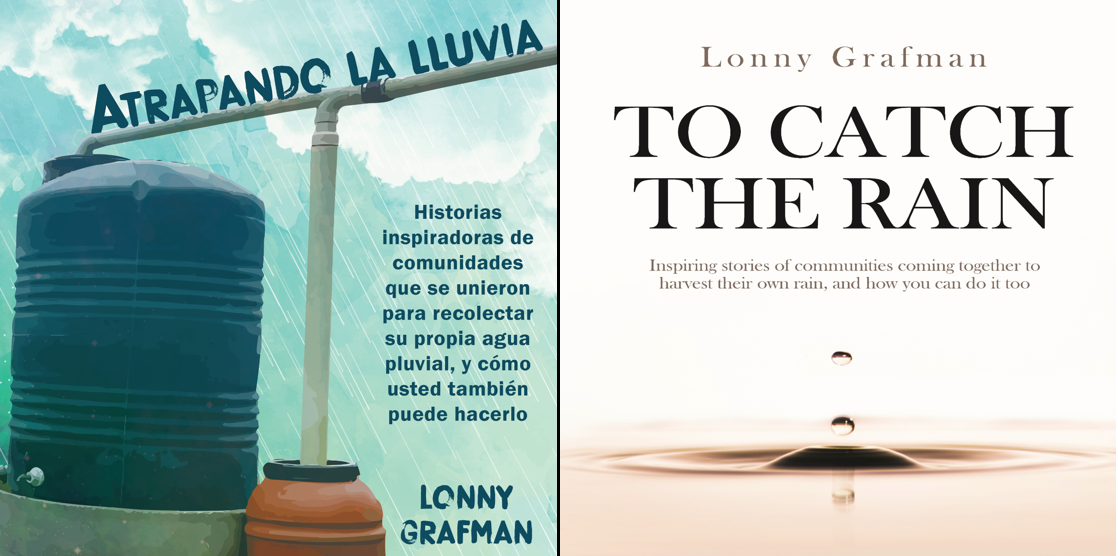 ATRAPANDO LA LLUVIA
Historias
inspiradoras de
comunidades
que se unieron
para recolectar
su propia agua
pluvial, y cómo
usted también
puede hacerlo
LONNY
GRAFMAN
Lonny Grafman
TO CATCH
THE RAIN
Inspiring stories of communities coming together to
harvest their own rain, and how you can do it too